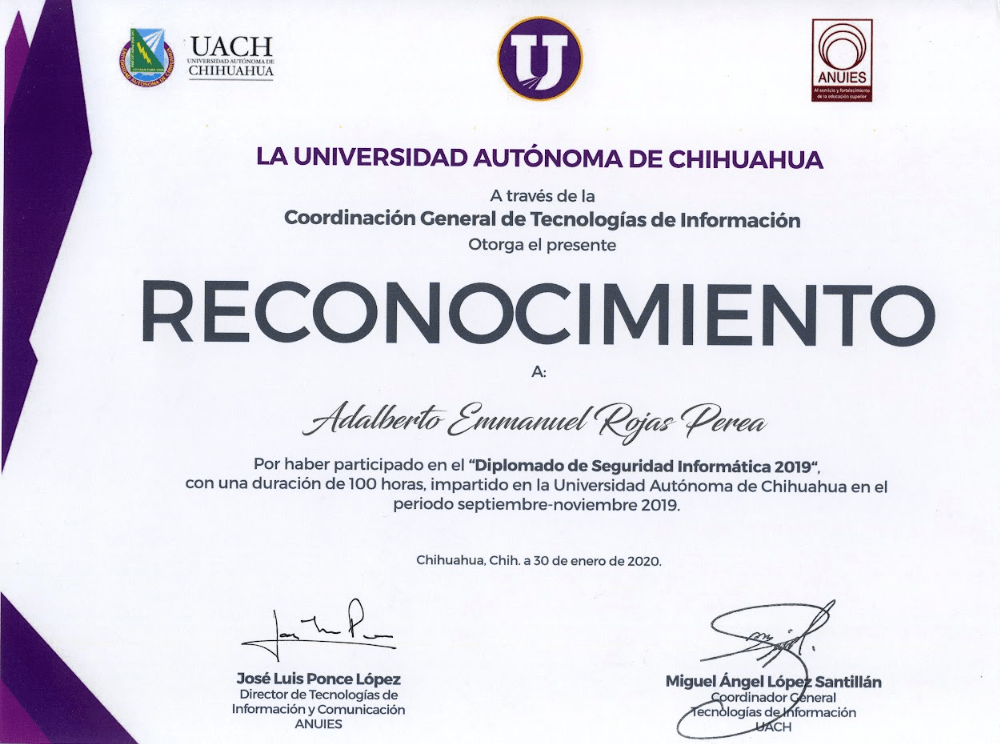 UACH
UNIVERSIDAD AUTÓNOMA DE
CHIHUAHUA
U
ANUIES
Al servicio y fortalecimiento
de la educación superior
LA UNIVERSIDAD AUTÓNOMA DE CHIHUAHUA
A través de la
Coordinación General de Tecnologías de Información
Otorga el presente
RECONOCIMIENTO
A:
Adalberto Emmanuel Rojas Perea
Por haber participado en el “Diplomado de Seguridad Informática 2019“,
con una duración de 100 horas, impartido en la Universidad Autónoma de Chihuahua en el
periodo septiembre-noviembre 2019.
Chihuahua, Chih. a 30 de enero de 2020.
José Luis Ponce López
Director de Tecnologías de
Información y Comunicación
ANUIES
Miguel Ángel López Santillán
Coordinador General
Tecnologías de Información
UACH